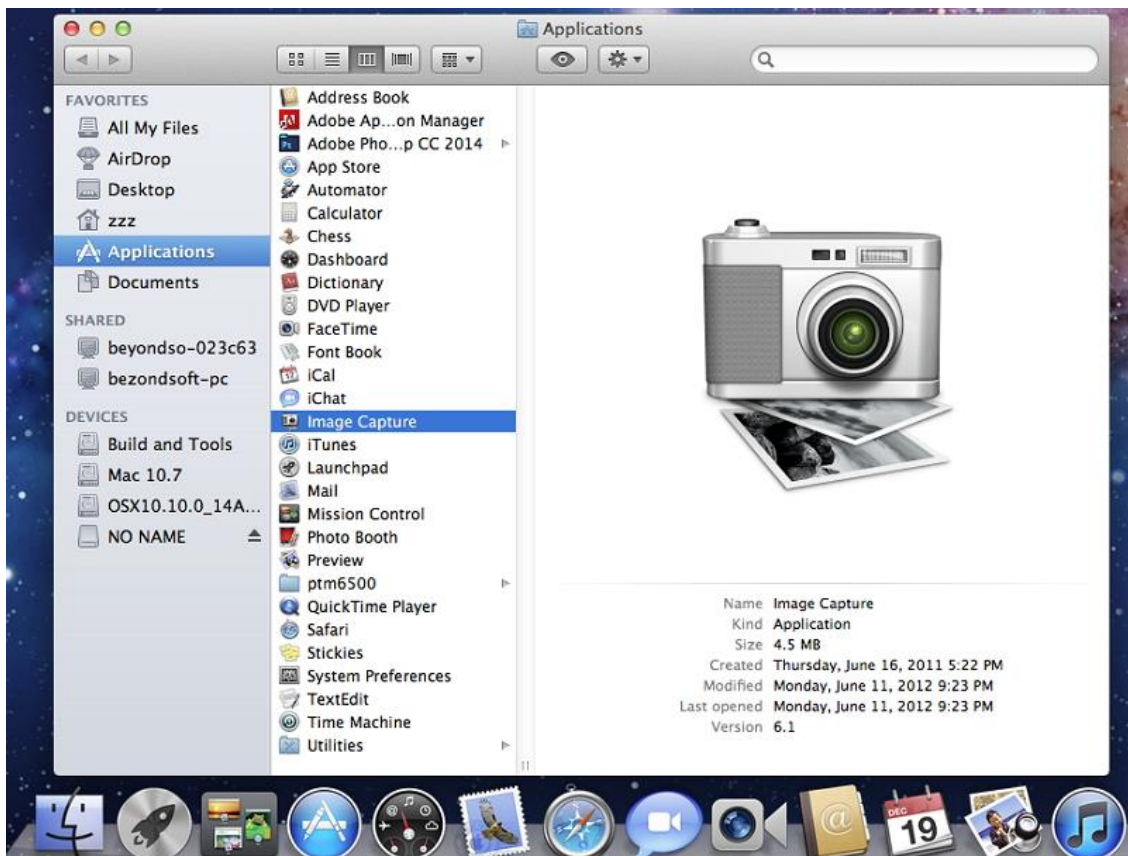 Applications
FAVORITES
All My Files
AirDrop
Desktop
zzz
Applications
Documents
SHARED
beyondso-023c63
bezondsoft-pc
DEVICES
Build and Tools
Mac 10.7
OSX10.10.0_14A...
NO NAME
Address Book
Adobe Ap...on Manager
Adobe Pho...p CC 2014
App Store
Automator
Calculator
Chess
Dashboard
Dictionary
DVD Player
FaceTime
Font Book
iCal
iChat
Image Capture
iTunes
Launchpad
Mail
Mission Control
Photo Booth
Preview
ptm6500
QuickTime Player
Safari
Stickies
System Preferences
TextEdit
Time Machine
Utilities
Name Image Capture
Kind Application
Size 4.5 MB
Created Thursday, June 16, 2011 5:22 PM
Modified Monday, June 11, 2012 9:23 PM
Last opened Monday, June 11, 2012 9:23 PM
Version 6.1
DEC
19